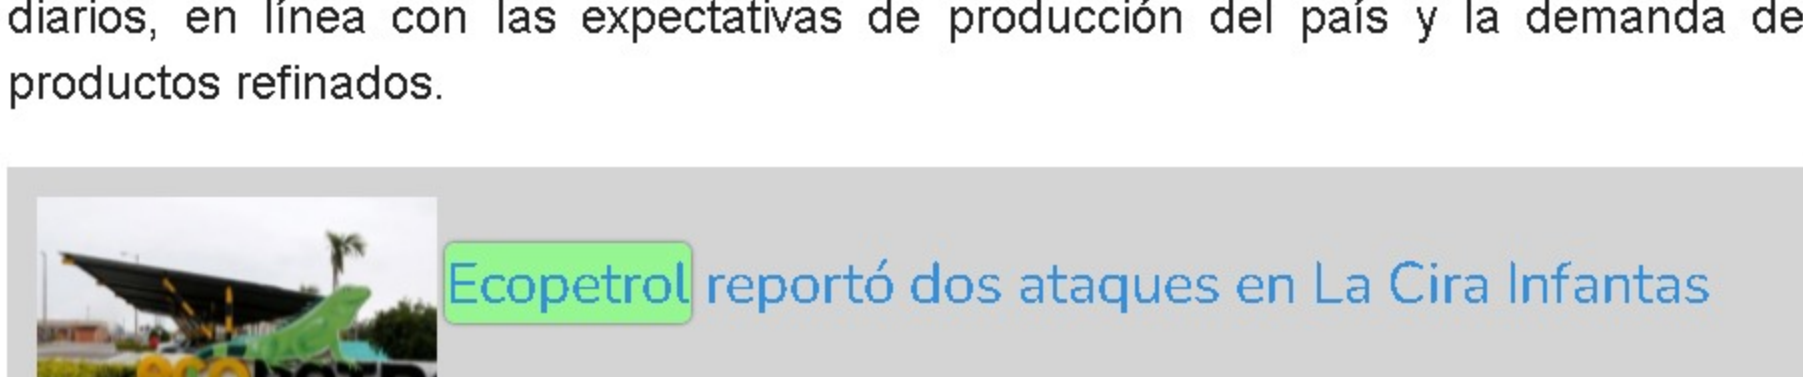 diarios, en línea con las expectativas de producción del país y la demanda de
productos refinados.
Ecopetrol reportó dos ataques en La Cira Infantas